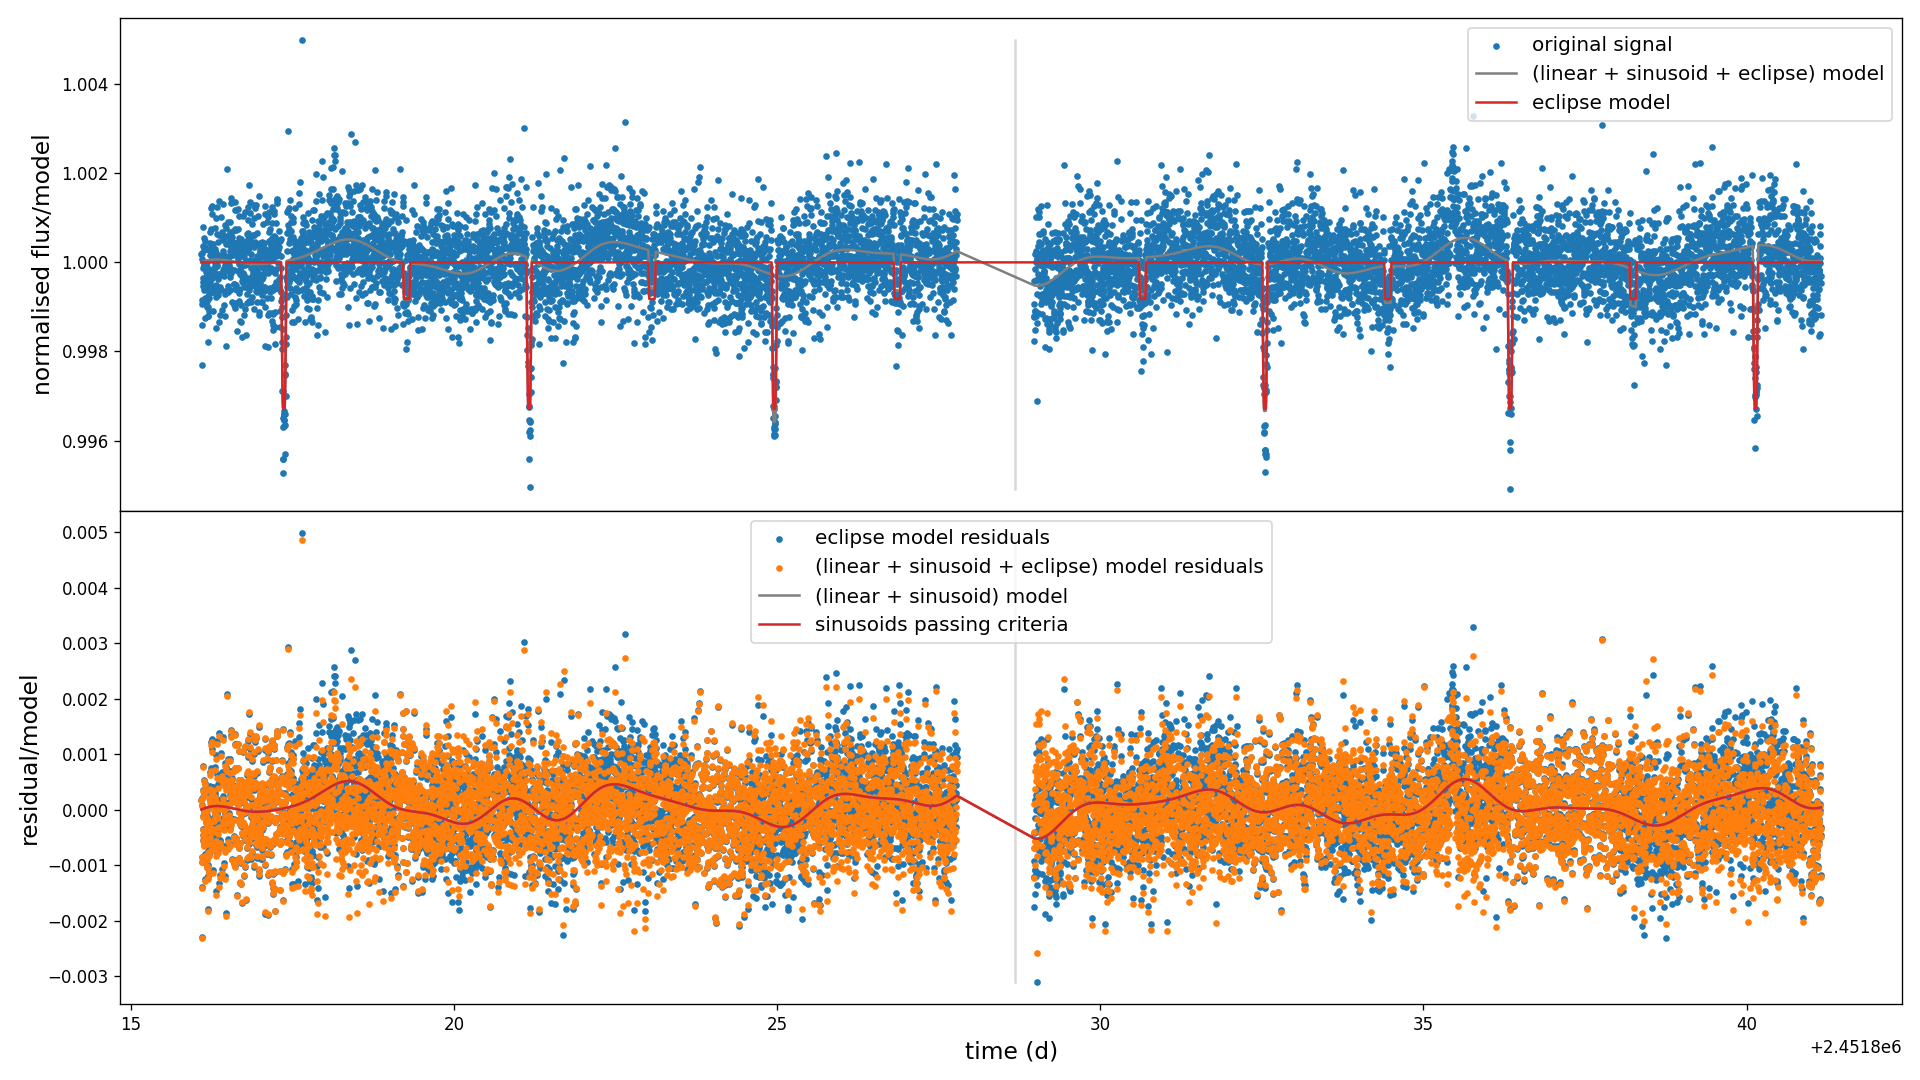 original signal
(linear + sinusoid + eclipse) model
eclipse model
1.004
1.002
1.000
0.998
0.996
normalised flux/model
eclipse model residuals
(linear + sinusoid + eclipse) model residuals
(linear + sinusoid) model
sinusoids passing criteria
0.005
0.004
0.003
0.002
0.001
0.000
−0.001
−0.002
−0.003
residual/model
15
20
25
30
35
40
time (d)
+2.4518e6